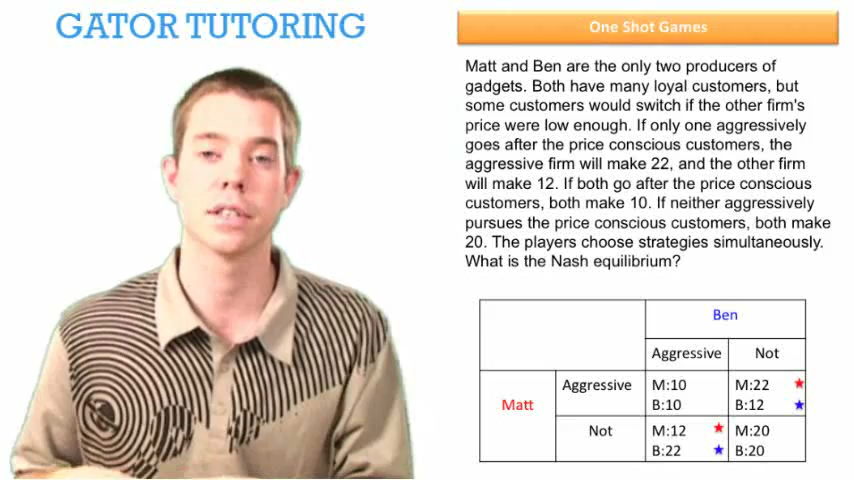 GATOR TUTORING
One Shot Games
Matt and Ben are the only two producers of
gadgets. Both have many loyal customers, but
some customers would switch if the other firm's
price were low enough. If only one aggressively
goes after the price conscious customers, the
aggressive firm will make 22, and the other firm
will make 12. If both go after the price conscious
customers, both make 10. If neither aggressively
pursues the price conscious customers, both make
20. The players choose strategies simultaneously.
What is the Nash equilibrium?
Ben
Aggressive Not
Matt
Aggressive
M:10 M:22
B:10 B:12
Not
M:12 M:20
B:22 B:20